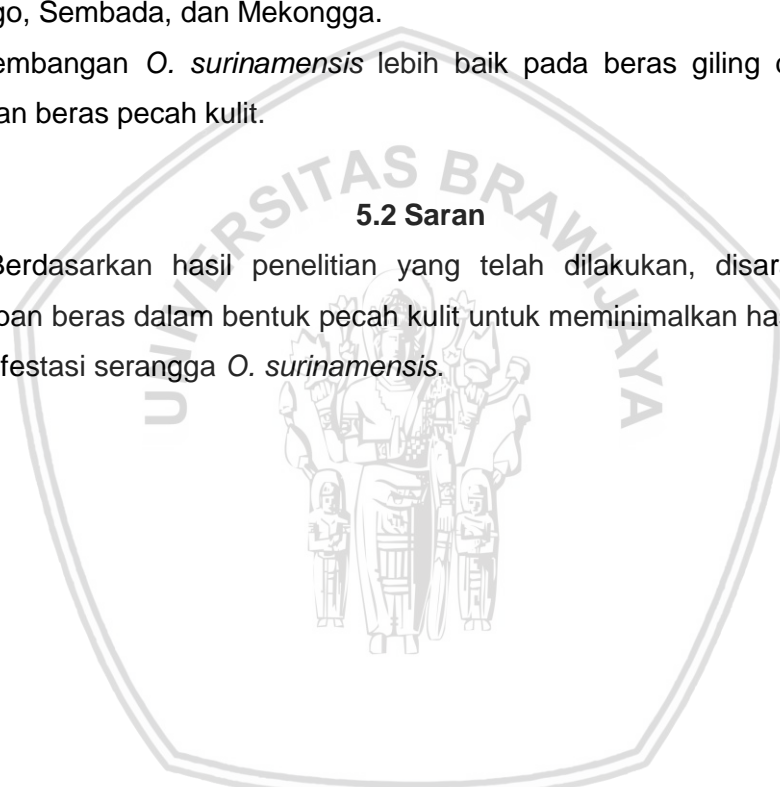 go, Sembada, dan Mekongga.
embangan O. surinamensis lebih baik pada beras giling
an beras pecah kulit.
UNIVERSITAS BRAWIJAYA
5.2 Saran
Berdasarkan hasil penelitian yang telah dilakukan, disar
pan beras dalam bentuk pecah kulit untuk meminimalkan ha
festasi serangga O. surinamensis.